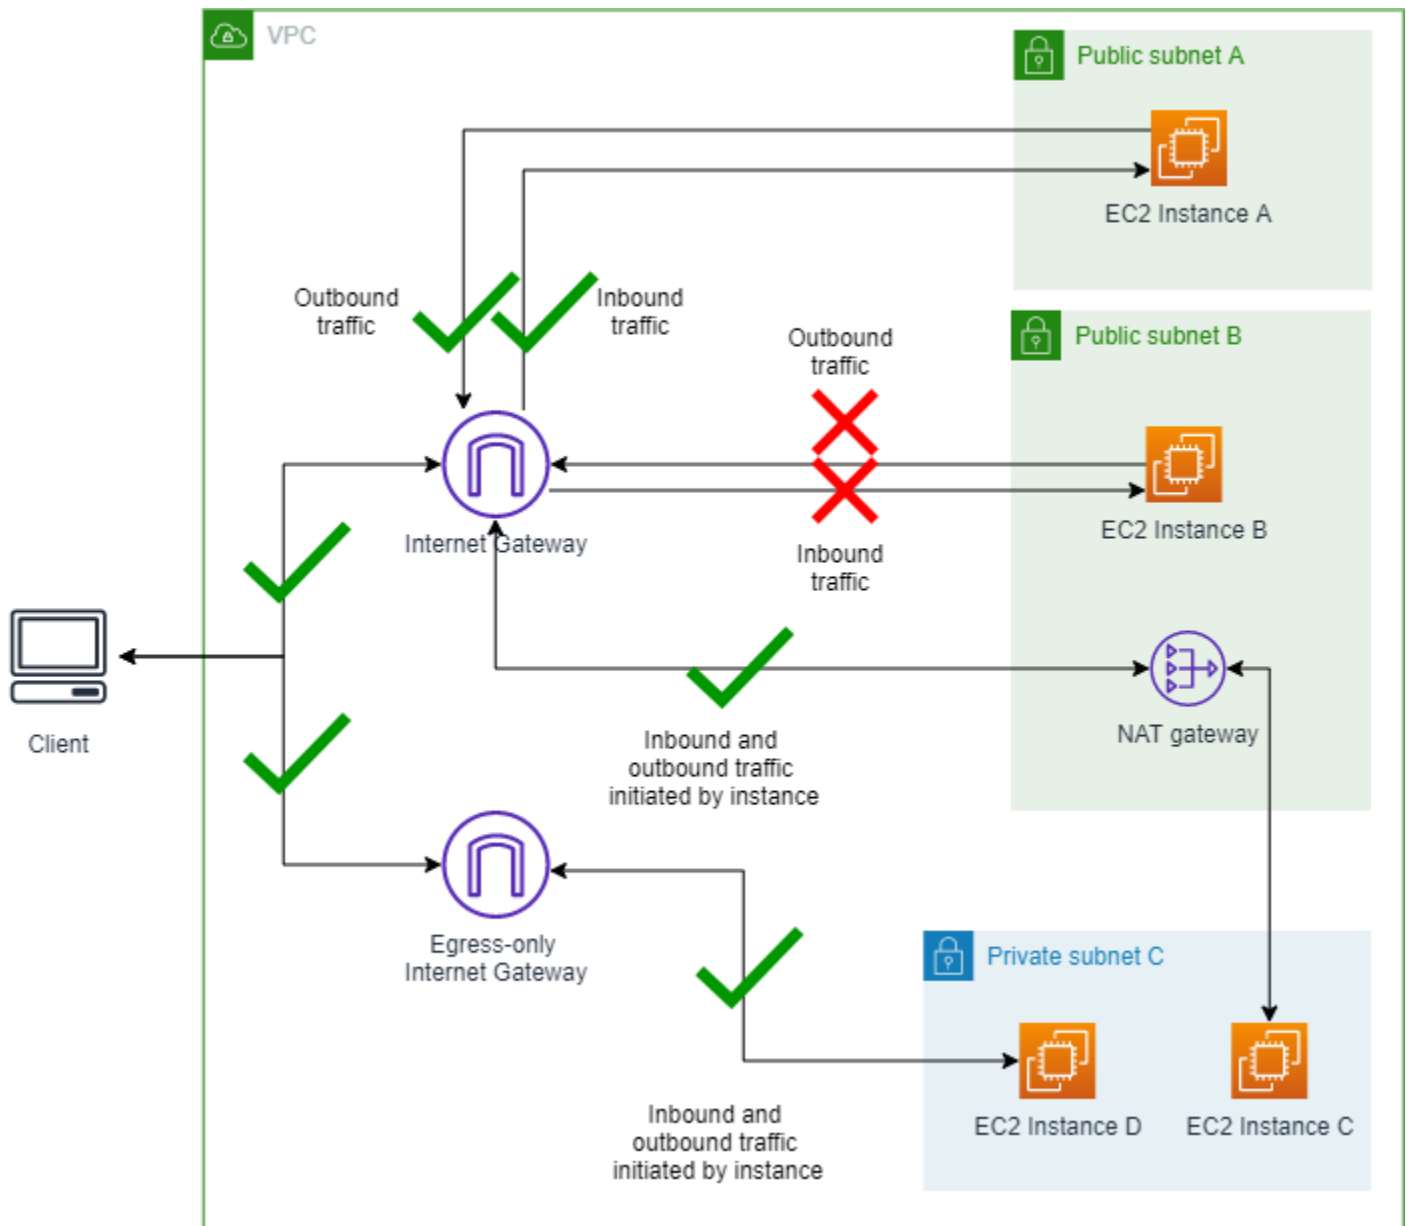 VPC
Public subnet A
EC2 Instance A
Outbound
traffic
Inbound
traffic
Public subnet B
Outbound
traffic
EC2 Instance B
Internet Gateway
Inbound
traffic
Client
NAT gateway
Inbound and
outbound traffic
initiated by instance
Egress-only
Internet Gateway
Private subnet C
EC2 Instance D
EC2 Instance C
Inbound and
outbound traffic
initiated by instance